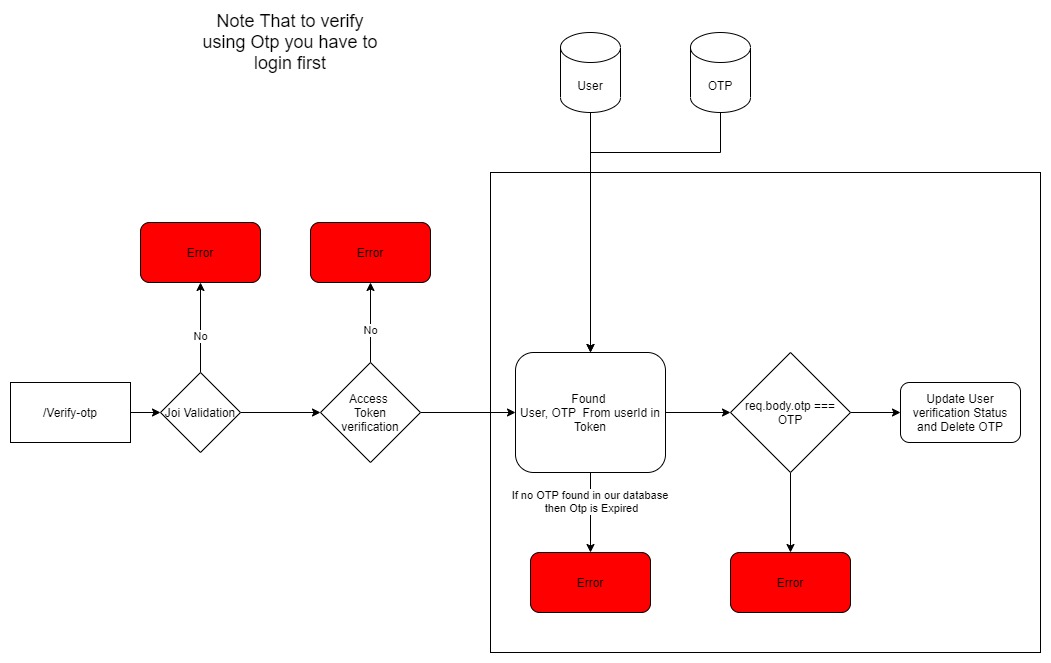 Note That to verify
using Otp you have to
login first
User
OTP
Error
Error
No
No
/Verify-otp
Joi Validation
Access
Token
verification
Found
User, OTP  From userId in
Token
req.body.otp ===
OTP
Update User
verification Status
and Delete OTP
If no OTP found in our database
then Otp is Expired
Error
Error